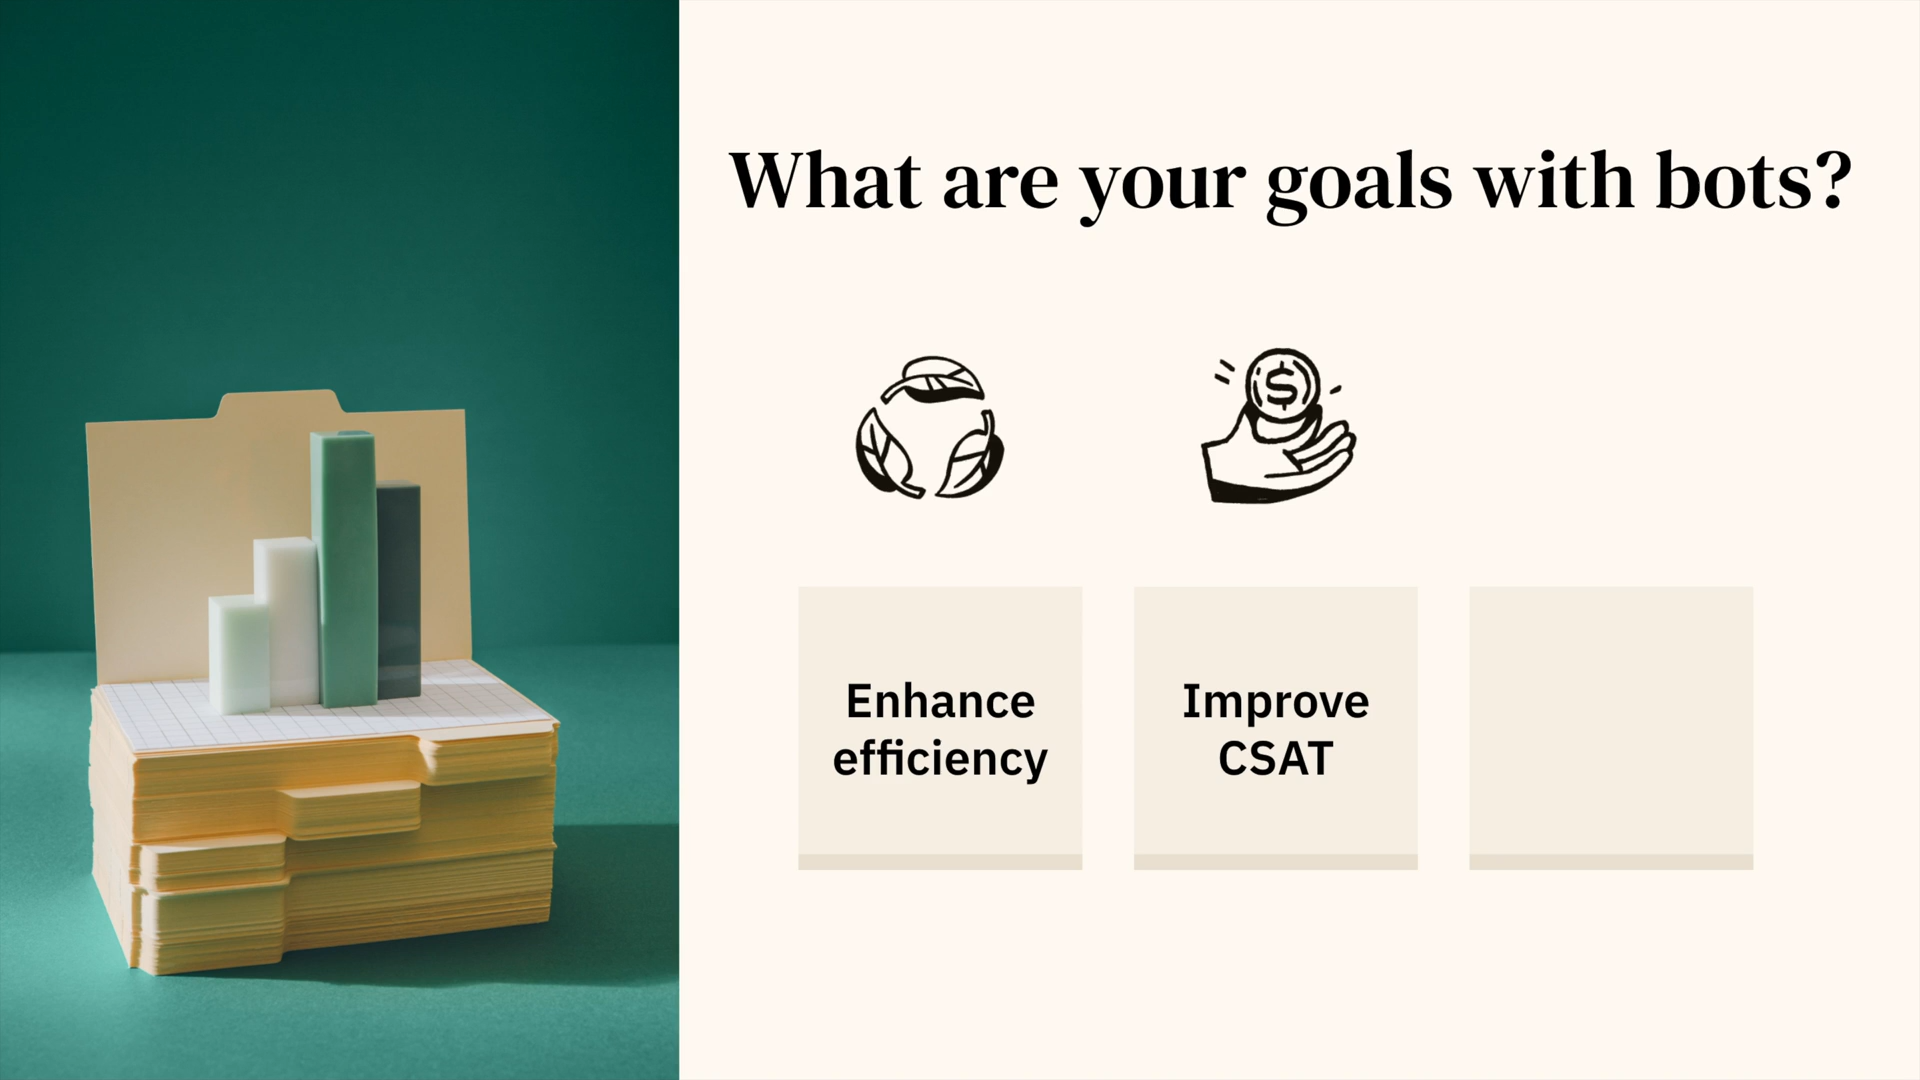 What are your goals with bots?
$
Enhance
efficiency
Improve
CSAT